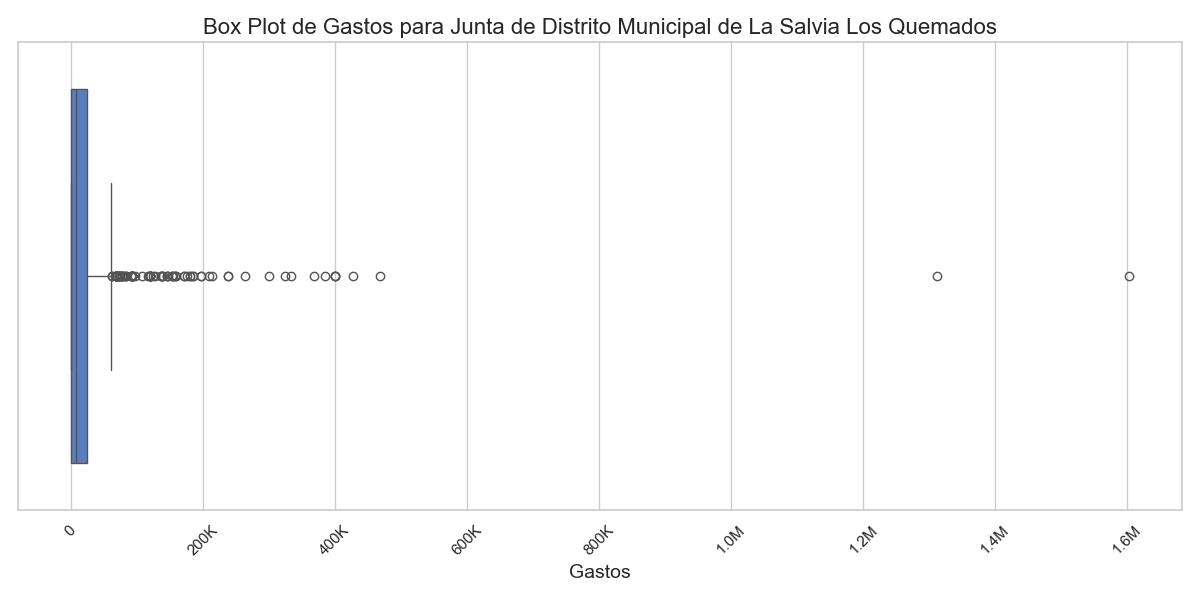 Box Plot de Gastos para Junta de Distrito Municipal de La Salvia Los Quemados
0
200K
400K
600K
800K
1.0M
1.2M
1.4M
1.6M
Gastos